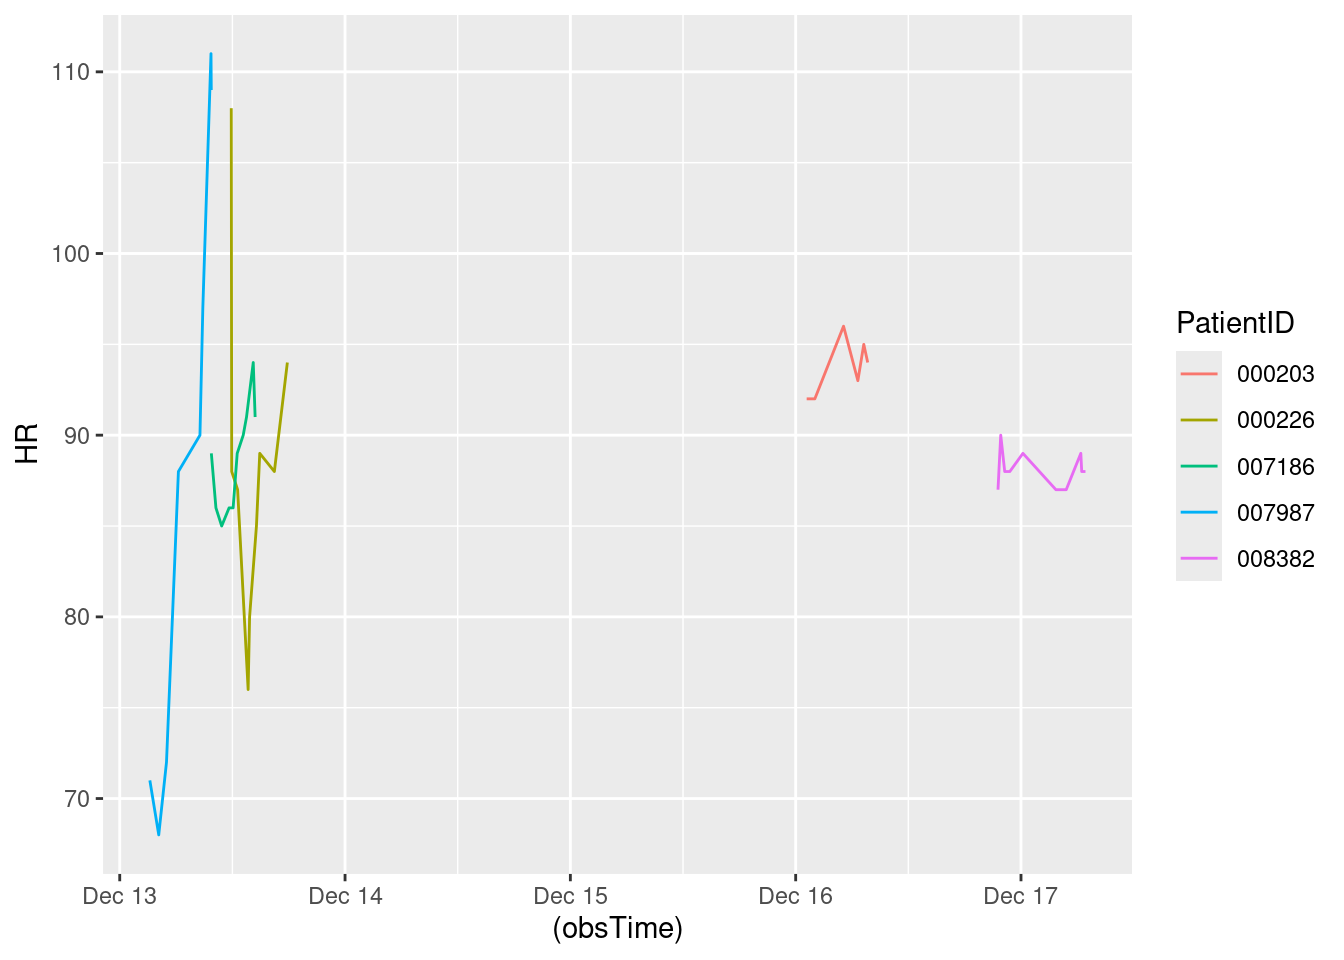 110
100
90
80
70
HR
Dec 13
Dec 14
Dec 15
Dec 16
Dec 17
(obsTime)
PatientID
000203
000226
007186
007987
008382